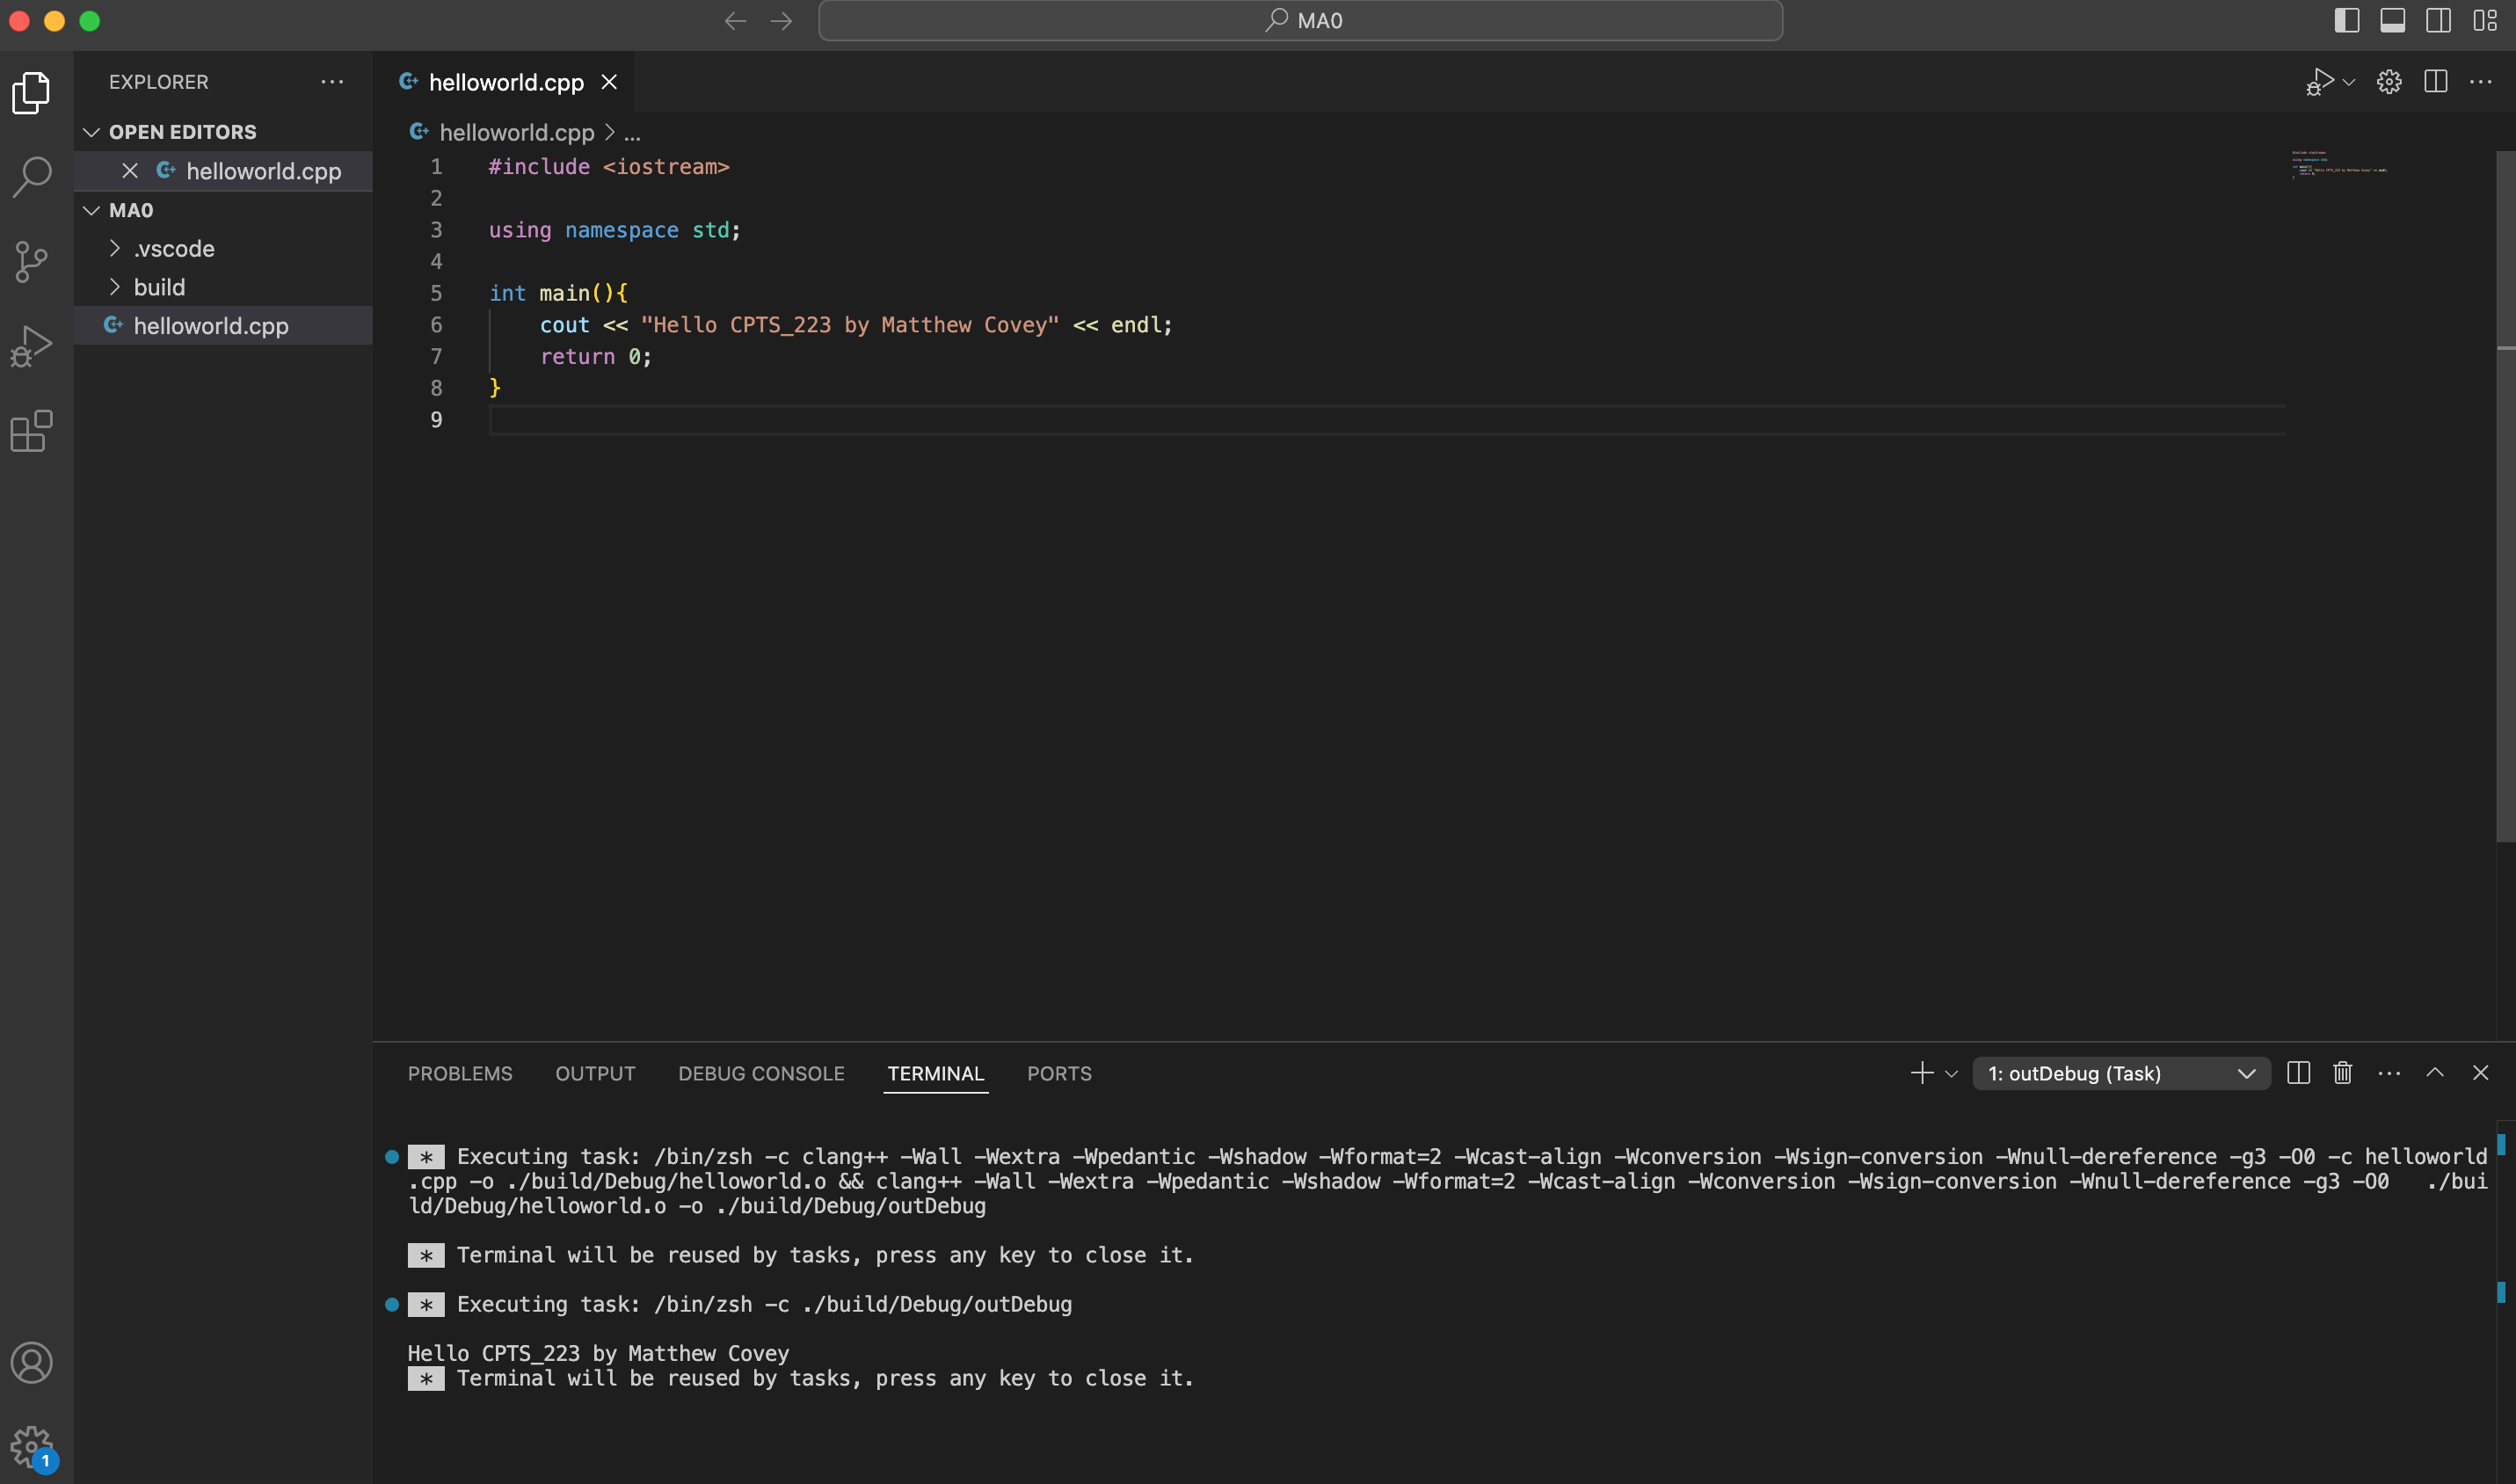 MA0
EXPLORER
OPEN EDITORS
helloworld.cpp
MA0
.vscode
build
helloworld.cpp
1
helloworld.cpp
helloworld.cpp > ...
1 #include <iostream>
2
3 using namespace std;
4
5 int main(){
6 cout << "Hello CPTS_223 by Matthew Covey" << endl;
7 return 0;
8 }
9
PROBLEMS OUTPUT DEBUG CONSOLE TERMINAL PORTS 1: outDebug (Task)
* Executing task: /bin/zsh -c clang++ -Wall -Wextra -Wpedantic -Wshadow -Wformat=2 -Wcast-align -Wconversion -Wsign-conversion -Wnull-dereference -g3 -O0 -c helloworld
.cpp -o ./build/Debug/helloworld.o && clang++ -Wall -Wextra -Wpedantic -Wshadow -Wformat=2 -Wcast-align -Wconversion -Wsign-conversion -Wnull-dereference -g3 -O0 ./bui
ld/Debug/helloworld.o -o ./build/Debug/outDebug
* Terminal will be reused by tasks, press any key to close it.
* Executing task: /bin/zsh -c ./build/Debug/outDebug
Hello CPTS_223 by Matthew Covey
* Terminal will be reused by tasks, press any key to close it.